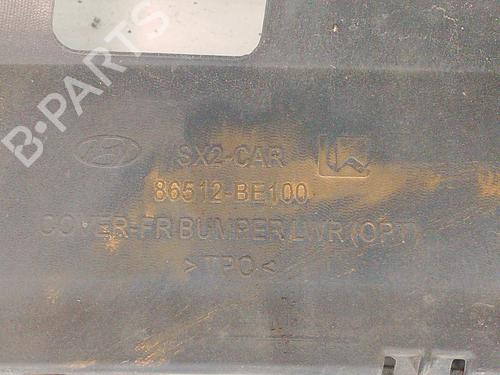 B-PARTS
SX2-CAR
86512-BE100
COVER-FR BUMPER LWR(OPT)
>TPO<